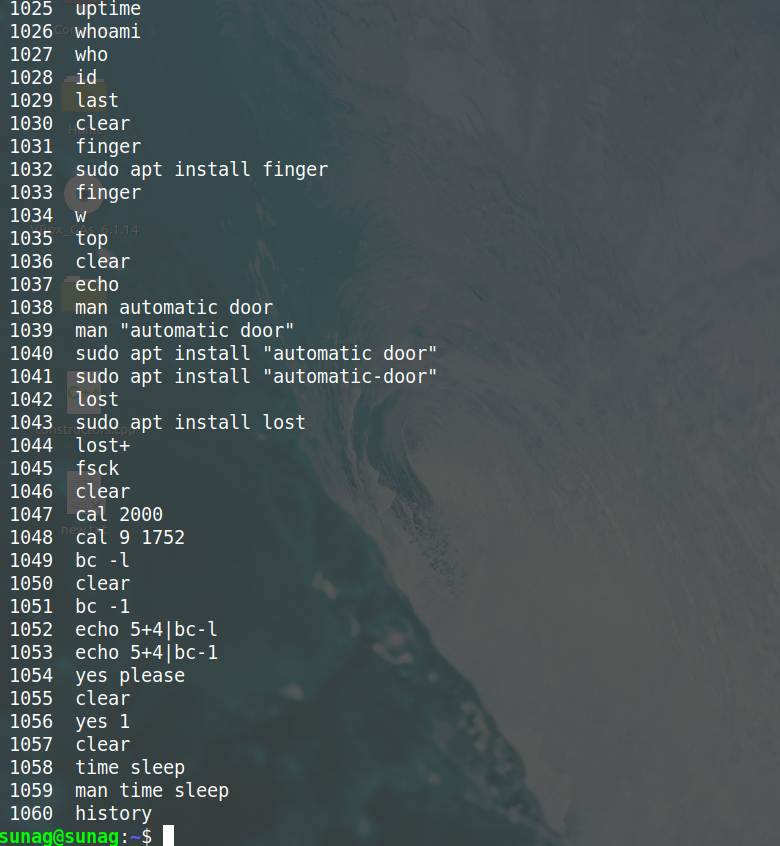 1025 uptime
1026 whoami
1027 who
1028 id
1029 last
1030 clear
1031 finger
1032 sudo apt install finger
1033 finger
1034 w
VBox_GAs_6.1.14
1035 top
1036 clear
1037 echo
1038 man automatic door
1039 man "automatic door"
1040 sudo apt install "automatic door"
1041 sudo apt install "automatic-door"
1042 lost
1043 sudo apt install lost
1044 lost+
1045 fsck
1046 clear
1047 cal 2000
1048 cal 9 1752
1049 bc -l
1050 clear
1051 bc -1
1052 echo 5+4|bc-l
1053 echo 5+4|bc-1
1054 yes please
1055 clear
1056 yes 1
1057 clear
1058 time sleep
1059 man time sleep
1060 history
sunag@sunag:~$